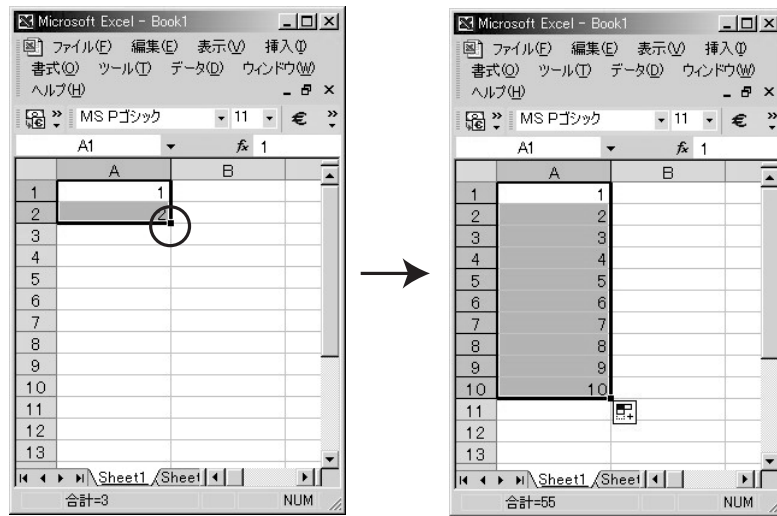 Microsoft Excel - Book1
ファイル(F) 編集(E) 表示(V) 挿入(I)
書式(O) ツール(T) データ(D) ウィンドウ(W)
ヘルプ(H)
MS Pゴシック 11 €
A1 fx 1
A B
1 1
2 2
3
4
5
6
7
8
9
10
11
12
13
Sheet1 Sheet
合計=3 NUM
Microsoft Excel - Book1
ファイル(F) 編集(E) 表示(V) 挿入(I)
書式(O) ツール(T) データ(D) ウィンドウ(W)
ヘルプ(H)
MS Pゴシック 11 €
A1 fx 1
A B
1 1
2 2
3 3
4 4
5 5
6 6
7 7
8 8
9 9
10 10
11
12
13
Sheet1 Sheet
合計=55 NUM